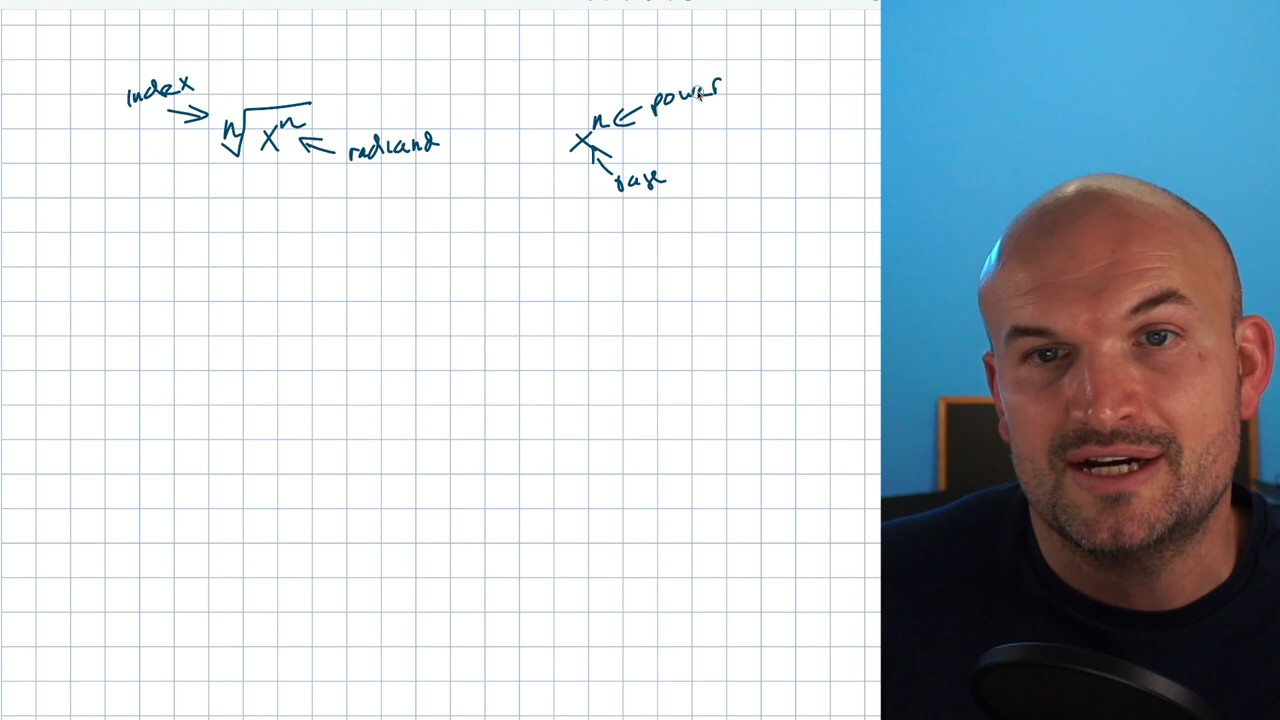 index
ⁿ√xⁿ
radicand
xⁿ
power
base